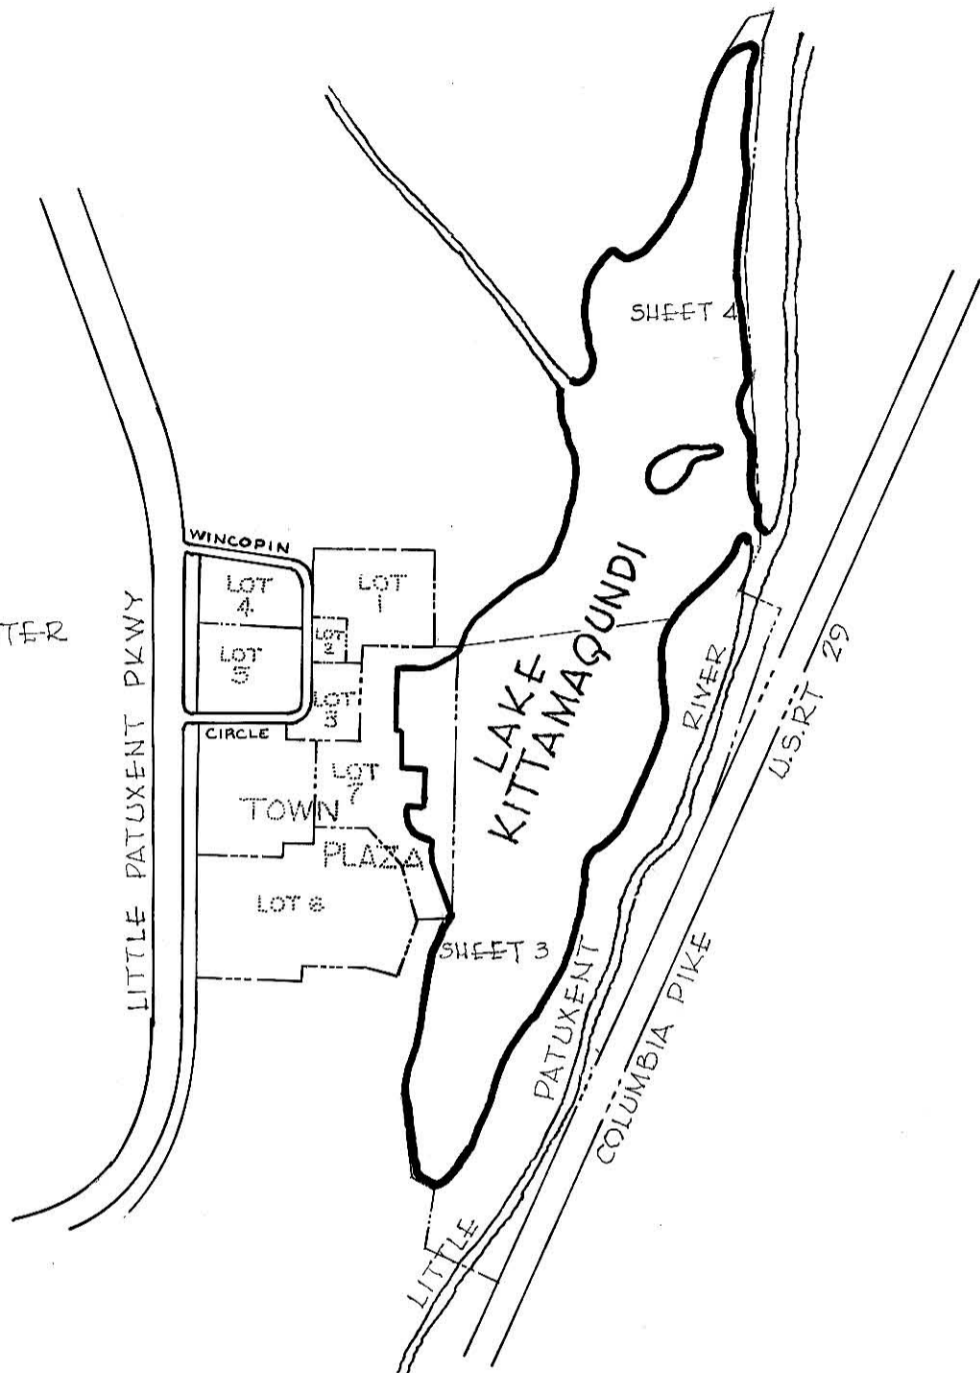 SHEET 4
WINCOPIN
LOT
4
LOT
1
LOT
2
LOT
5
LOT
3
CIRCLE
LOT
7
TOWN
PLAZA
LOT 6
TER
LITTLE PATUXENT PKWY
LAKE
KITTAMAQUNDI
SHEET 3
LITTLE
PATUXENT
RIVER
COLUMBIA PIKE
U.S. RT 29